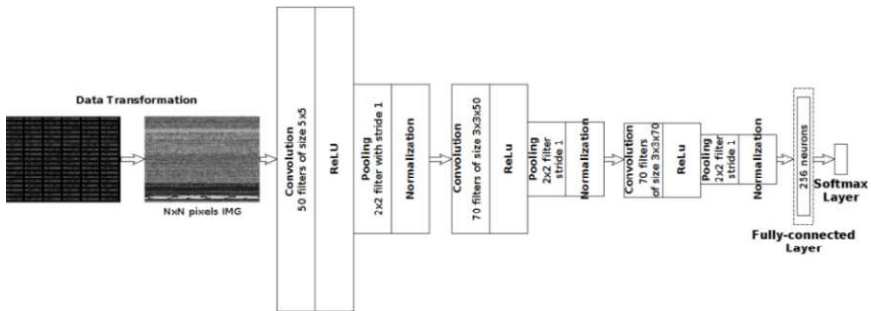 Data Transformation
NxN pixels IMG
Convolution
50 filters of size 5x5
ReLU
Pooling
2x2 filter with stride 1
Normalization
Convolution
70 filters of size 3x3x50
ReLu
Pooling
2x2 filter
stride 1
Normalization
Convolution
70 filters
of size 3x3x70
ReLu
Pooling
2x2 filter
stride 1
Normalization
256 neurons
Fully-connected
Layer
Softmax
Layer